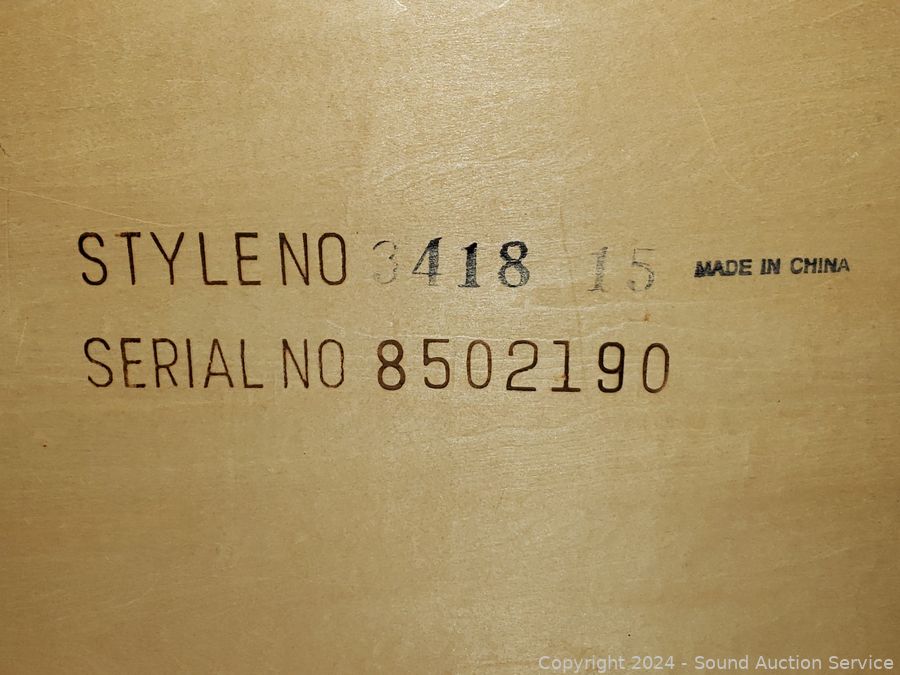 STYLE NO 3418 15 MADE IN CHINA
SERIAL NO 8502190
Copyright 2024 - Sound Auction Service